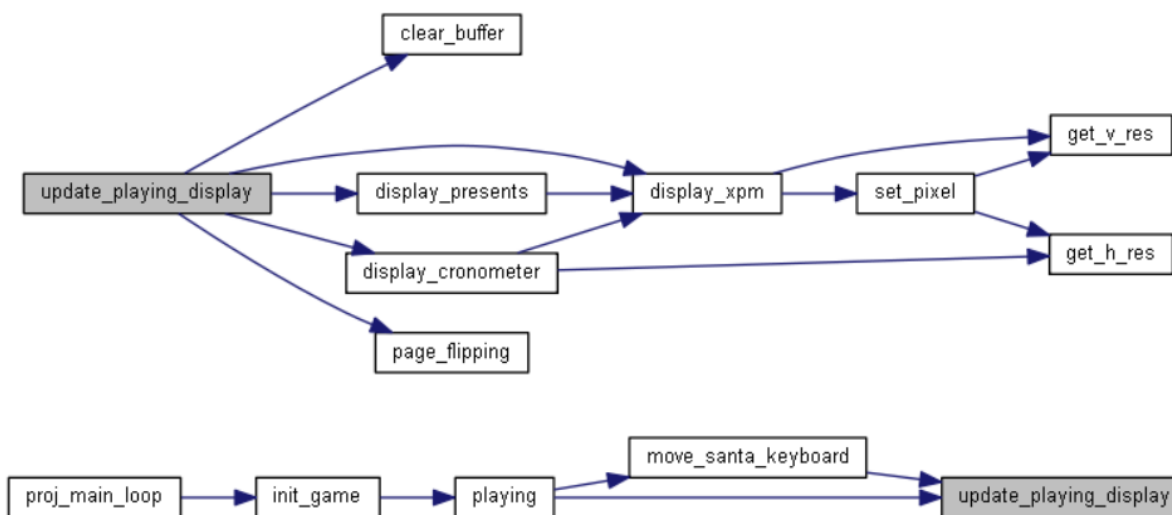 clear_buffer
get_v_res
update_playing_display
display_presents
display_xpm
set_pixel
display_cronometer
get_h_res
page_flipping
move_santa_keyboard
proj_main_loop
init_game
playing
update_playing_display